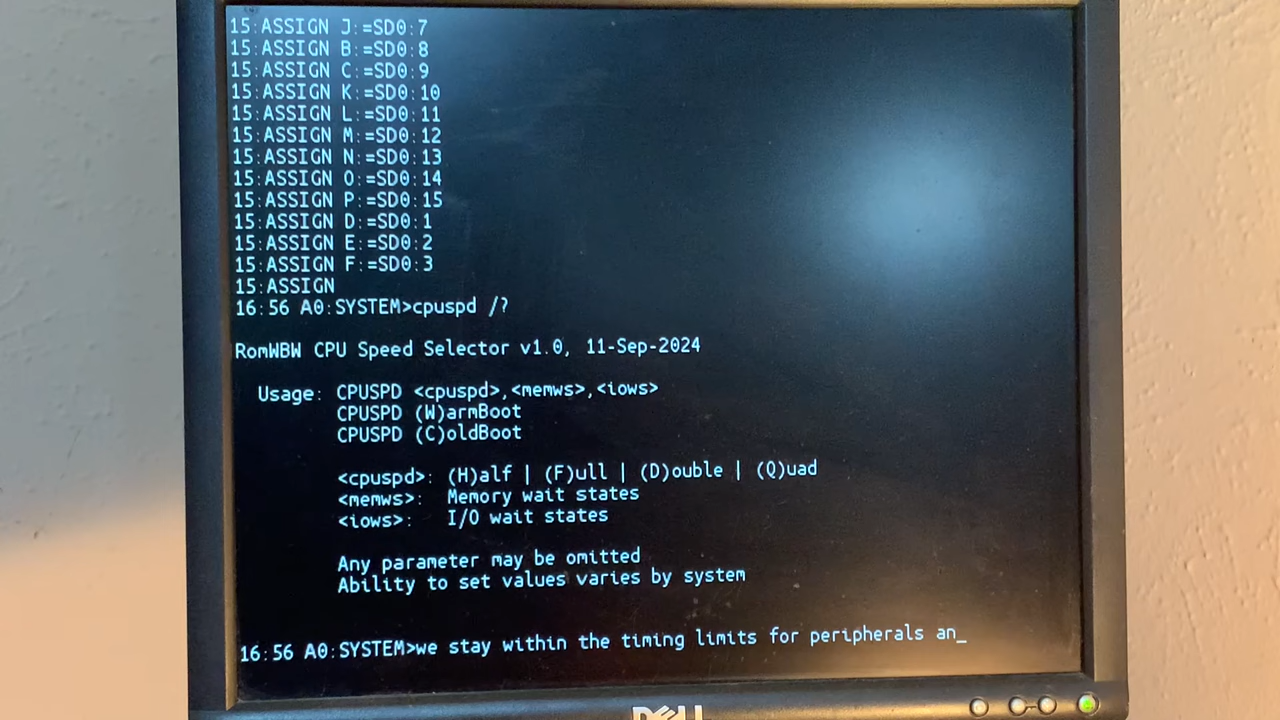 15:ASSIGN J:=SD0:7
15:ASSIGN B:=SD0:8
15:ASSIGN C:=SD0:9
15:ASSIGN K:=SD0:10
15:ASSIGN L:=SD0:11
15:ASSIGN M:=SD0:12
15:ASSIGN N:=SD0:13
15:ASSIGN O:=SD0:14
15:ASSIGN P:=SD0:15
15:ASSIGN D:=SD0:1
15:ASSIGN E:=SD0:2
15:ASSIGN F:=SD0:3
15:ASSIGN
16:56 A0:SYSTEM>cpuspd /?
RomWBW CPU Speed Selector v1.0, 11-Sep-2024
Usage: CPUSPD <cpuspd>,<memws>,<iows>
CPUSPD (W)armBoot
CPUSPD (C)oldBoot
<cpuspd>: (H)alf | (F)ull | (D)ouble | (Q)uad
<memws>: Memory wait states
<iows>: I/O wait states
Any parameter may be omitted
Ability to set values varies by system
16:56 A0:SYSTEM>we stay within the timing limits for peripherals an_
DELL